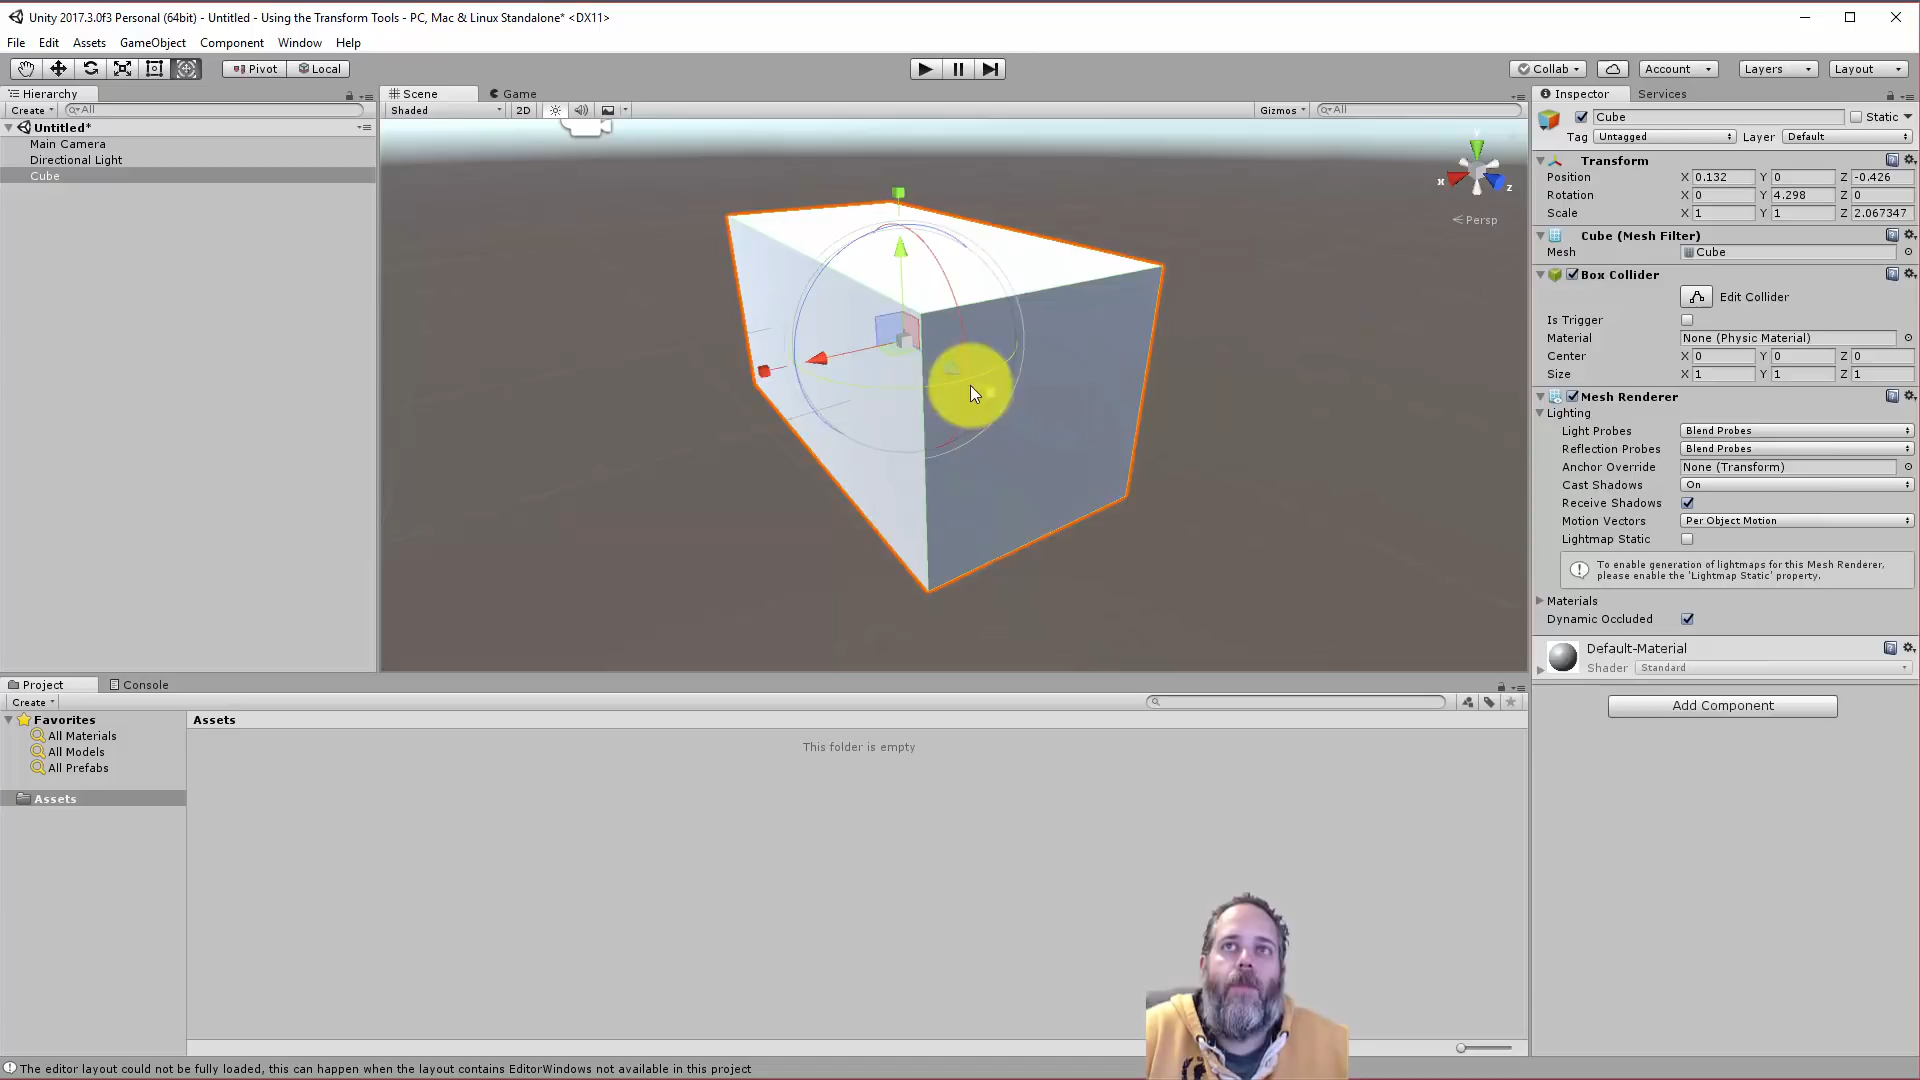 Unity 2017.3.0f3 Personal (64bit) - Untitled - Using the Transform Tools - PC, Mac & Linux Standalone* <DX11>
File Edit Assets GameObject Component Window Help
Pivot Local Collab Account Layers Layout
Hierarchy
Create All
Untitled*
Main Camera
Directional Light
Cube
Scene Game
Shaded 2D Gizmos All
y
x
z
Persp
Inspector Services
Cube Static
Tag Untagged Layer Default
Transform
Position X 0.132 Y 0 Z -0.426
Rotation X 0 Y 4.298 Z 0
Scale X 1 Y 1 Z 2.067347
Cube (Mesh Filter)
Mesh Cube
Box Collider
Edit Collider
Is Trigger
Material None (Physic Material)
Center X 0 Y 0 Z 0
Size X 1 Y 1 Z 1
Mesh Renderer
Lighting
Light Probes Blend Probes
Reflection Probes Blend Probes
Anchor Override None (Transform)
Cast Shadows On
Receive Shadows
Motion Vectors Per Object Motion
Lightmap Static
To enable generation of lightmaps for this Mesh Renderer,
please enable the 'Lightmap Static' property.
Materials
Dynamic Occluded
Default-Material
Shader Standard
Add Component
Project Console
Create
Favorites
All Materials
All Models
All Prefabs
Assets
Assets
This folder is empty
The editor layout could not be fully loaded, this can happen when the layout contains EditorWindows not available in this project